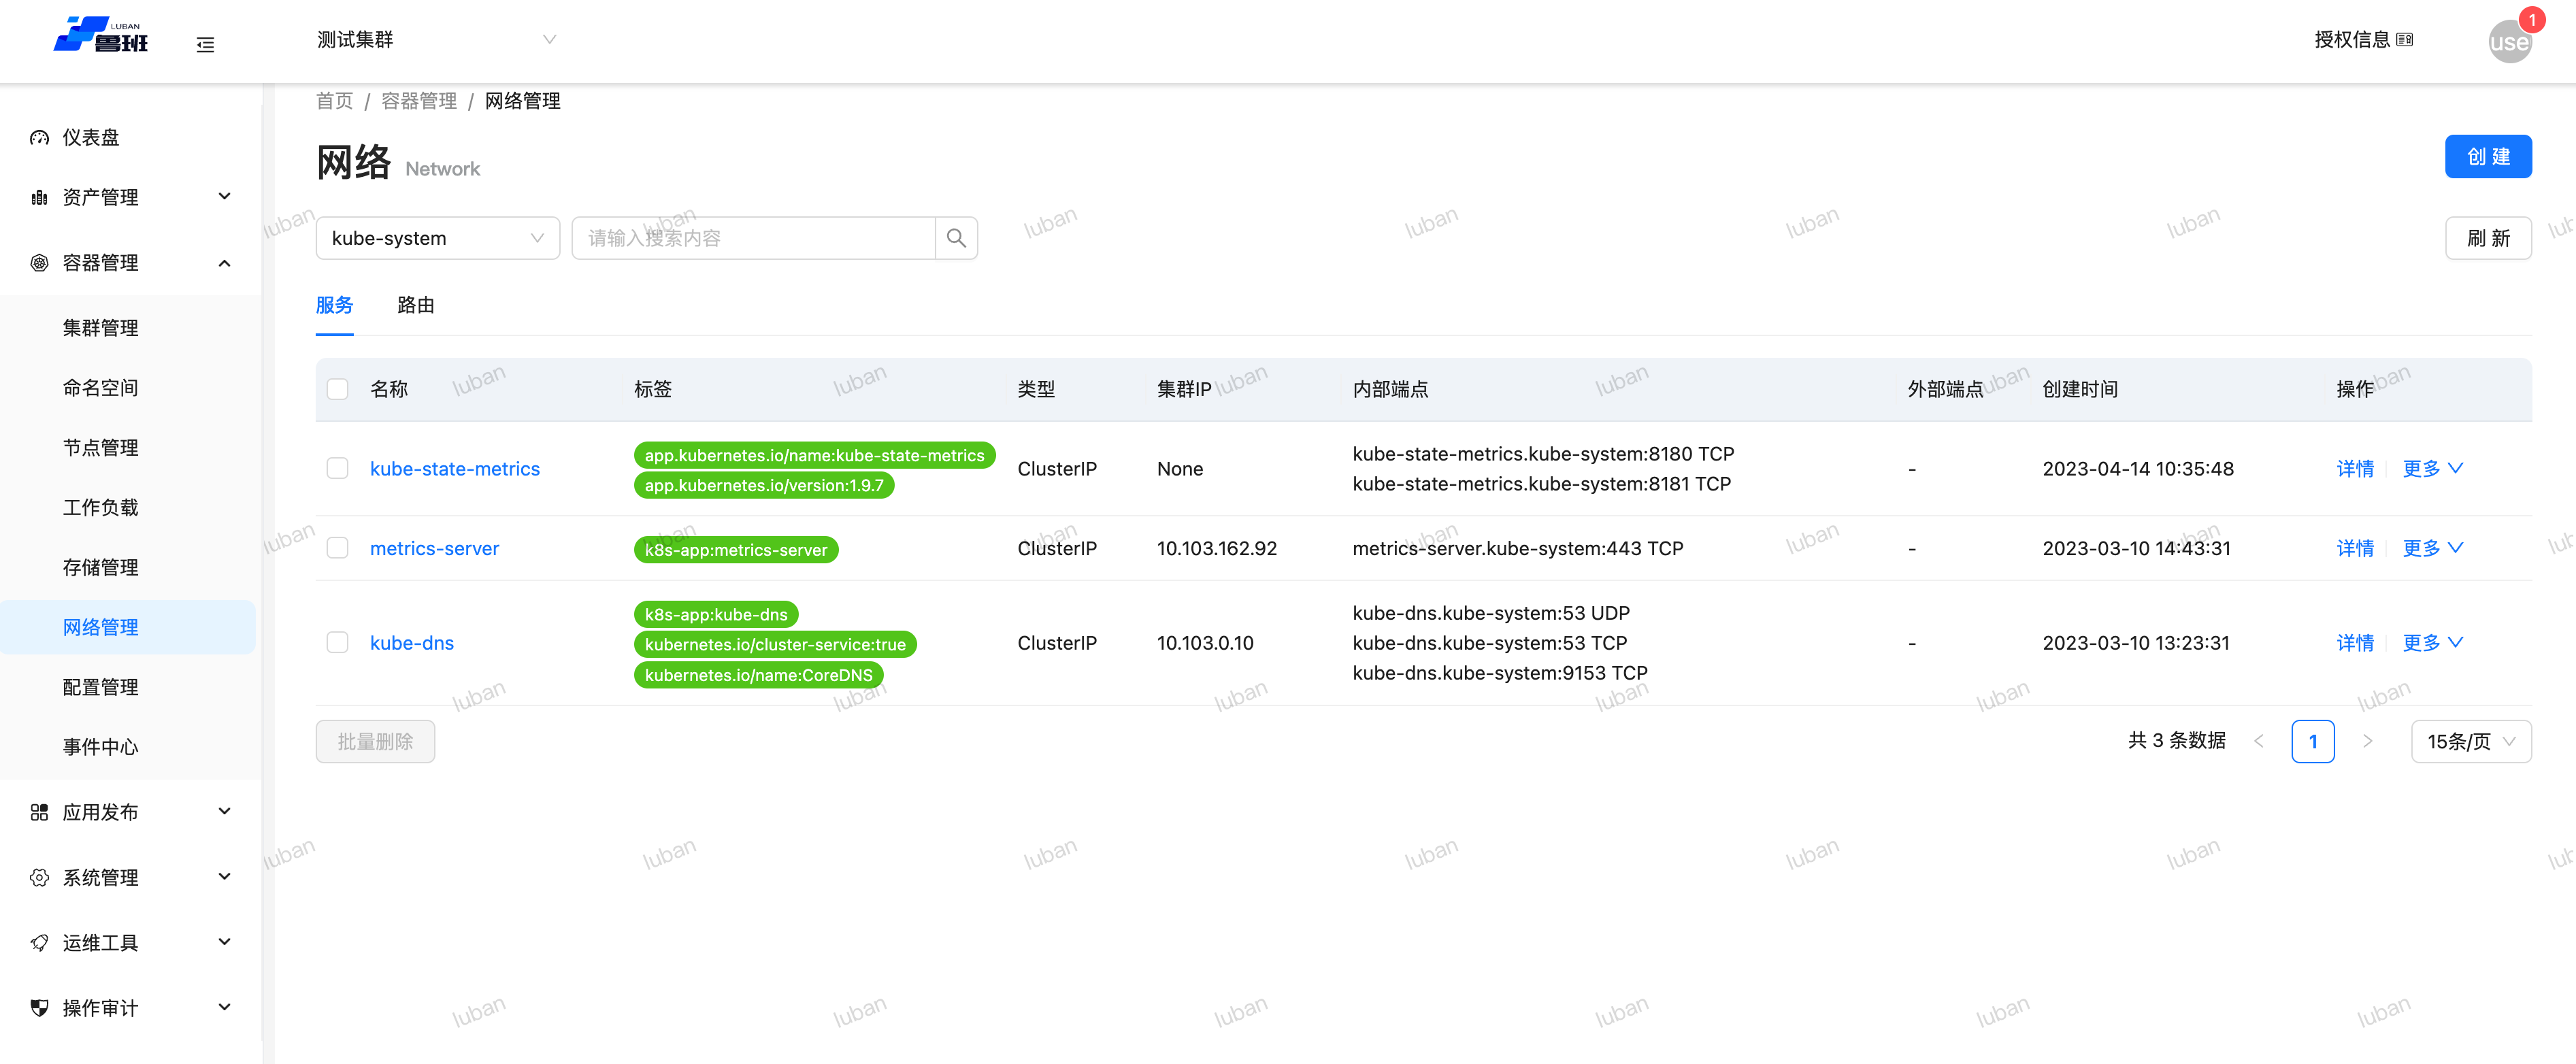 LUBAN
鲁班
测试集群
授权信息
use
1
仪表盘
资产管理
容器管理
集群管理
命名空间
节点管理
工作负载
存储管理
网络管理
配置管理
事件中心
应用发布
系统管理
运维工具
操作审计
首页 / 容器管理 / 网络管理
网络 Network
创 建
kube-system
请输入搜索内容
刷 新
服务 路由
名称 标签 类型 集群IP 内部端点 外部端点 创建时间 操作
kube-state-metrics
app.kubernetes.io/name:kube-state-metrics
app.kubernetes.io/version:1.9.7
ClusterIP
None
kube-state-metrics.kube-system:8180 TCP
kube-state-metrics.kube-system:8181 TCP
-
2023-04-14 10:35:48
详情 更多
metrics-server
k8s-app:metrics-server
ClusterIP
10.103.162.92
metrics-server.kube-system:443 TCP
-
2023-03-10 14:43:31
详情 更多
kube-dns
k8s-app:kube-dns
kubernetes.io/cluster-service:true
kubernetes.io/name:CoreDNS
ClusterIP
10.103.0.10
kube-dns.kube-system:53 UDP
kube-dns.kube-system:53 TCP
kube-dns.kube-system:9153 TCP
-
2023-03-10 13:23:31
详情 更多
批量删除
共 3 条数据
1
15条/页
luban